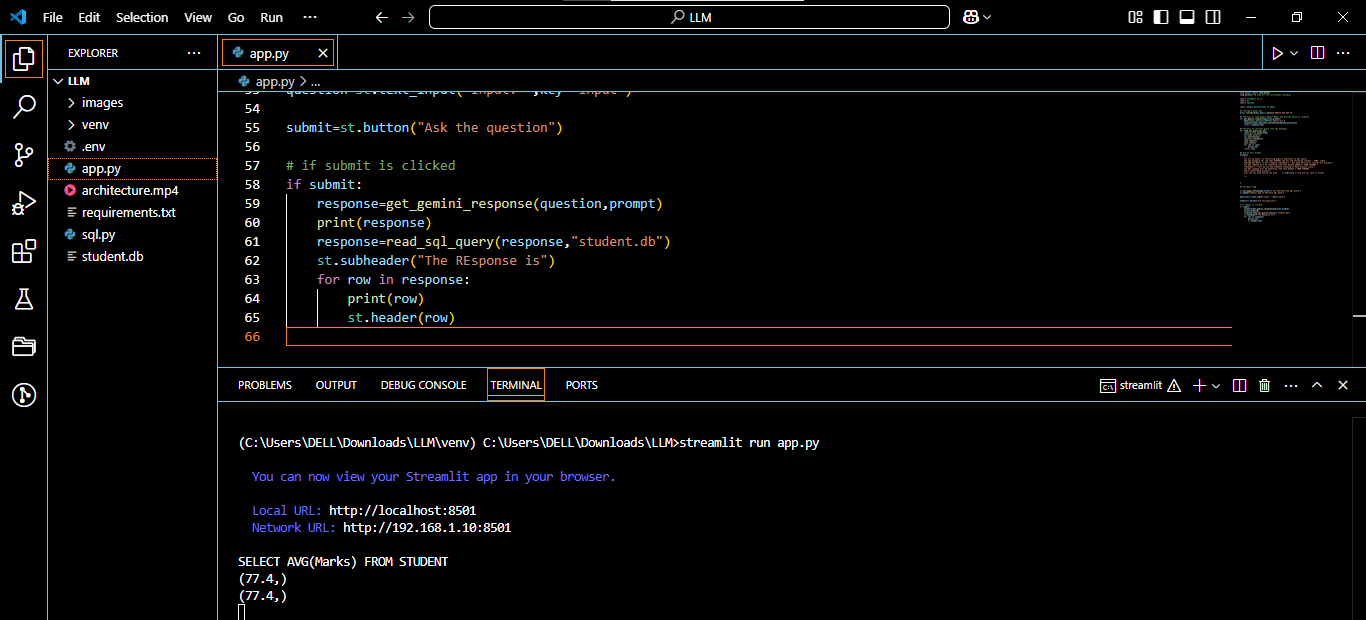 File Edit Selection View Go Run ···
LLM
EXPLORER ···
LLM
images
venv
.env
app.py
architecture.mp4
requirements.txt
sql.py
student.db
app.py
app.py > ...
53 question=st.text_input("Input: ",key="input")
54
55 submit=st.button("Ask the question")
56
57 # if submit is clicked
58 if submit:
59 response=get_gemini_response(question,prompt)
60 print(response)
61 response=read_sql_query(response,"student.db")
62 st.subheader("The REsponse is")
63 for row in response:
64 print(row)
65 st.header(row)
66
PROBLEMS OUTPUT DEBUG CONSOLE TERMINAL PORTS
streamlit
(C:\Users\DELL\Downloads\LLM\venv) C:\Users\DELL\Downloads\LLM>streamlit run app.py
You can now view your Streamlit app in your browser.
Local URL: http://localhost:8501
Network URL: http://192.168.1.10:8501
SELECT AVG(Marks) FROM STUDENT
(77.4,)
(77.4,)